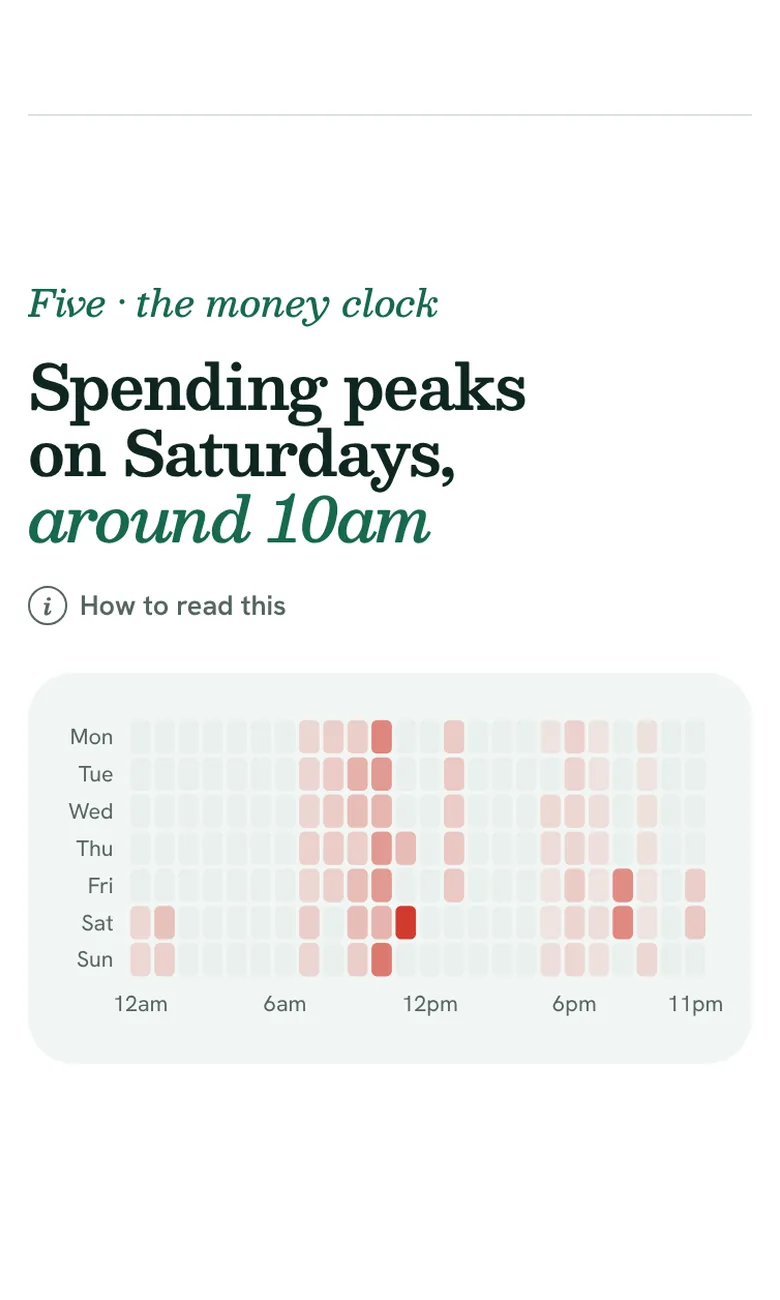 Five · the money clock
Spending peaks
on Saturdays,
around 10am
i How to read this
Mon
Tue
Wed
Thu
Fri
Sat
Sun
12am 6am 12pm 6pm 11pm